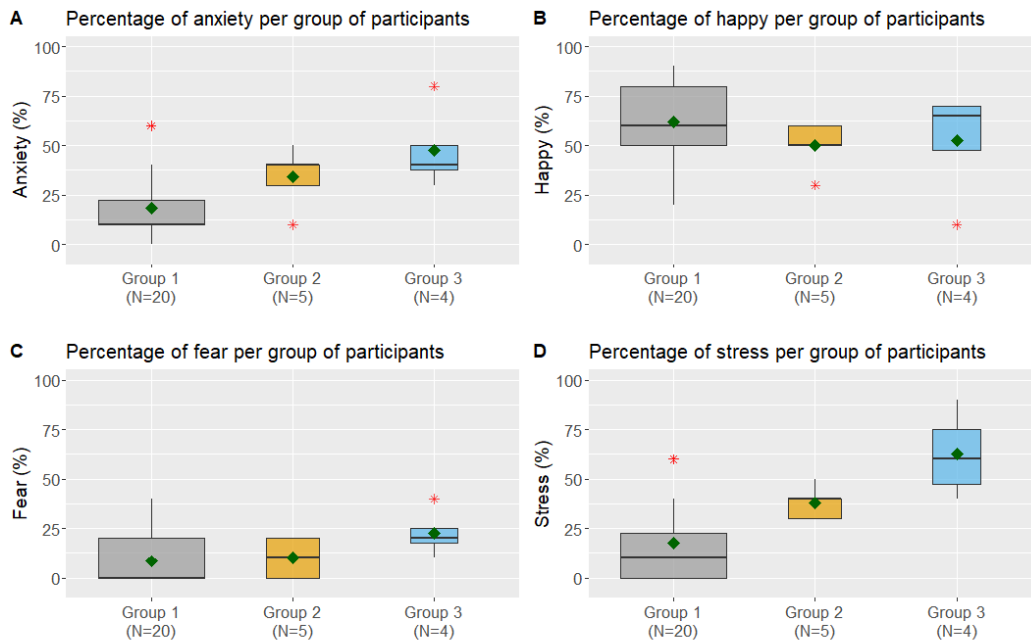 A Percentage of anxiety per group of participants
Anxiety (%)
100
75
50
25
0
Group 1 Group 2 Group 3
(N=20) (N=5) (N=4)
B Percentage of happy per group of participants
Happy (%)
100
75
50
25
0
Group 1 Group 2 Group 3
(N=20) (N=5) (N=4)
C Percentage of fear per group of participants
Fear (%)
100
75
50
25
0
Group 1 Group 2 Group 3
(N=20) (N=5) (N=4)
D Percentage of stress per group of participants
Stress (%)
100
75
50
25
0
Group 1 Group 2 Group 3
(N=20) (N=5) (N=4)